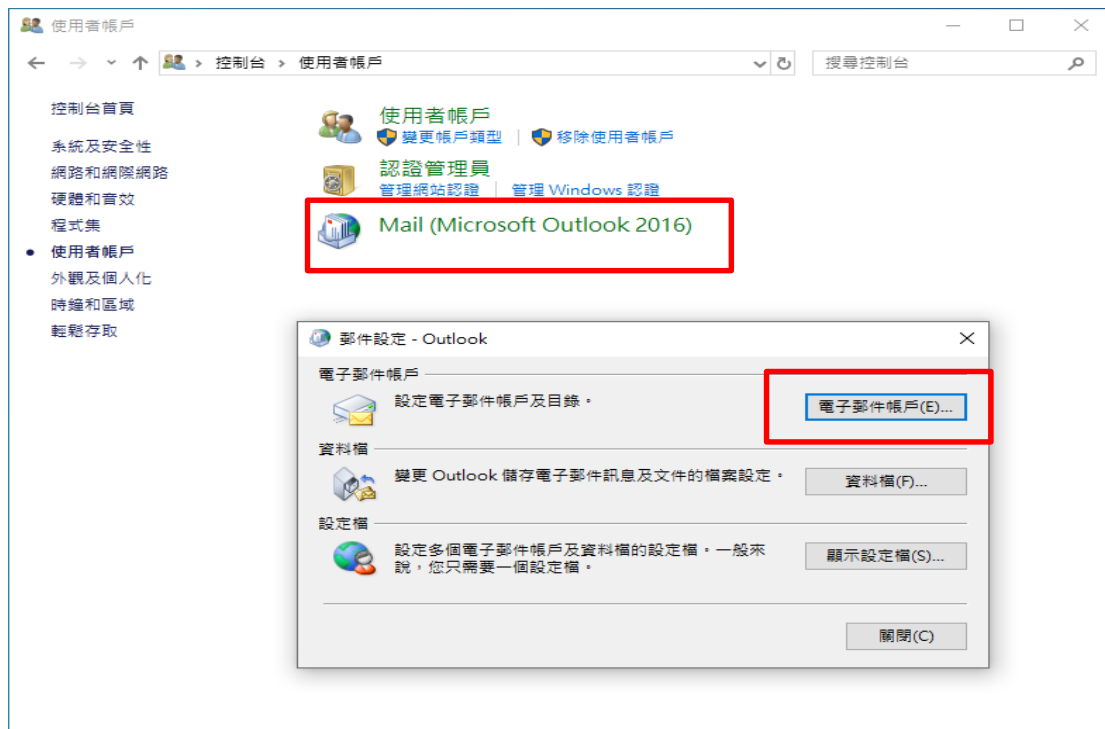 使用者帳戶
控制台 › 使用者帳戶
搜尋控制台
控制台首頁
系統及安全性
網路和網際網路
硬體和音效
程式集
使用者帳戶
外觀及個人化
時鐘和區域
輕鬆存取
使用者帳戶
變更帳戶類型 | 移除使用者帳戶
認證管理員
管理網站認證 | 管理 Windows 認證
Mail (Microsoft Outlook 2016)
郵件設定 - Outlook
電子郵件帳戶
設定電子郵件帳戶及目錄。
電子郵件帳戶(E)...
資料檔
變更 Outlook 儲存電子郵件訊息及文件的檔案設定。
資料檔(F)...
設定檔
設定多個電子郵件帳戶及資料檔的設定檔。一般來
說，您只需要一個設定檔。
顯示設定檔(S)...
關閉(C)